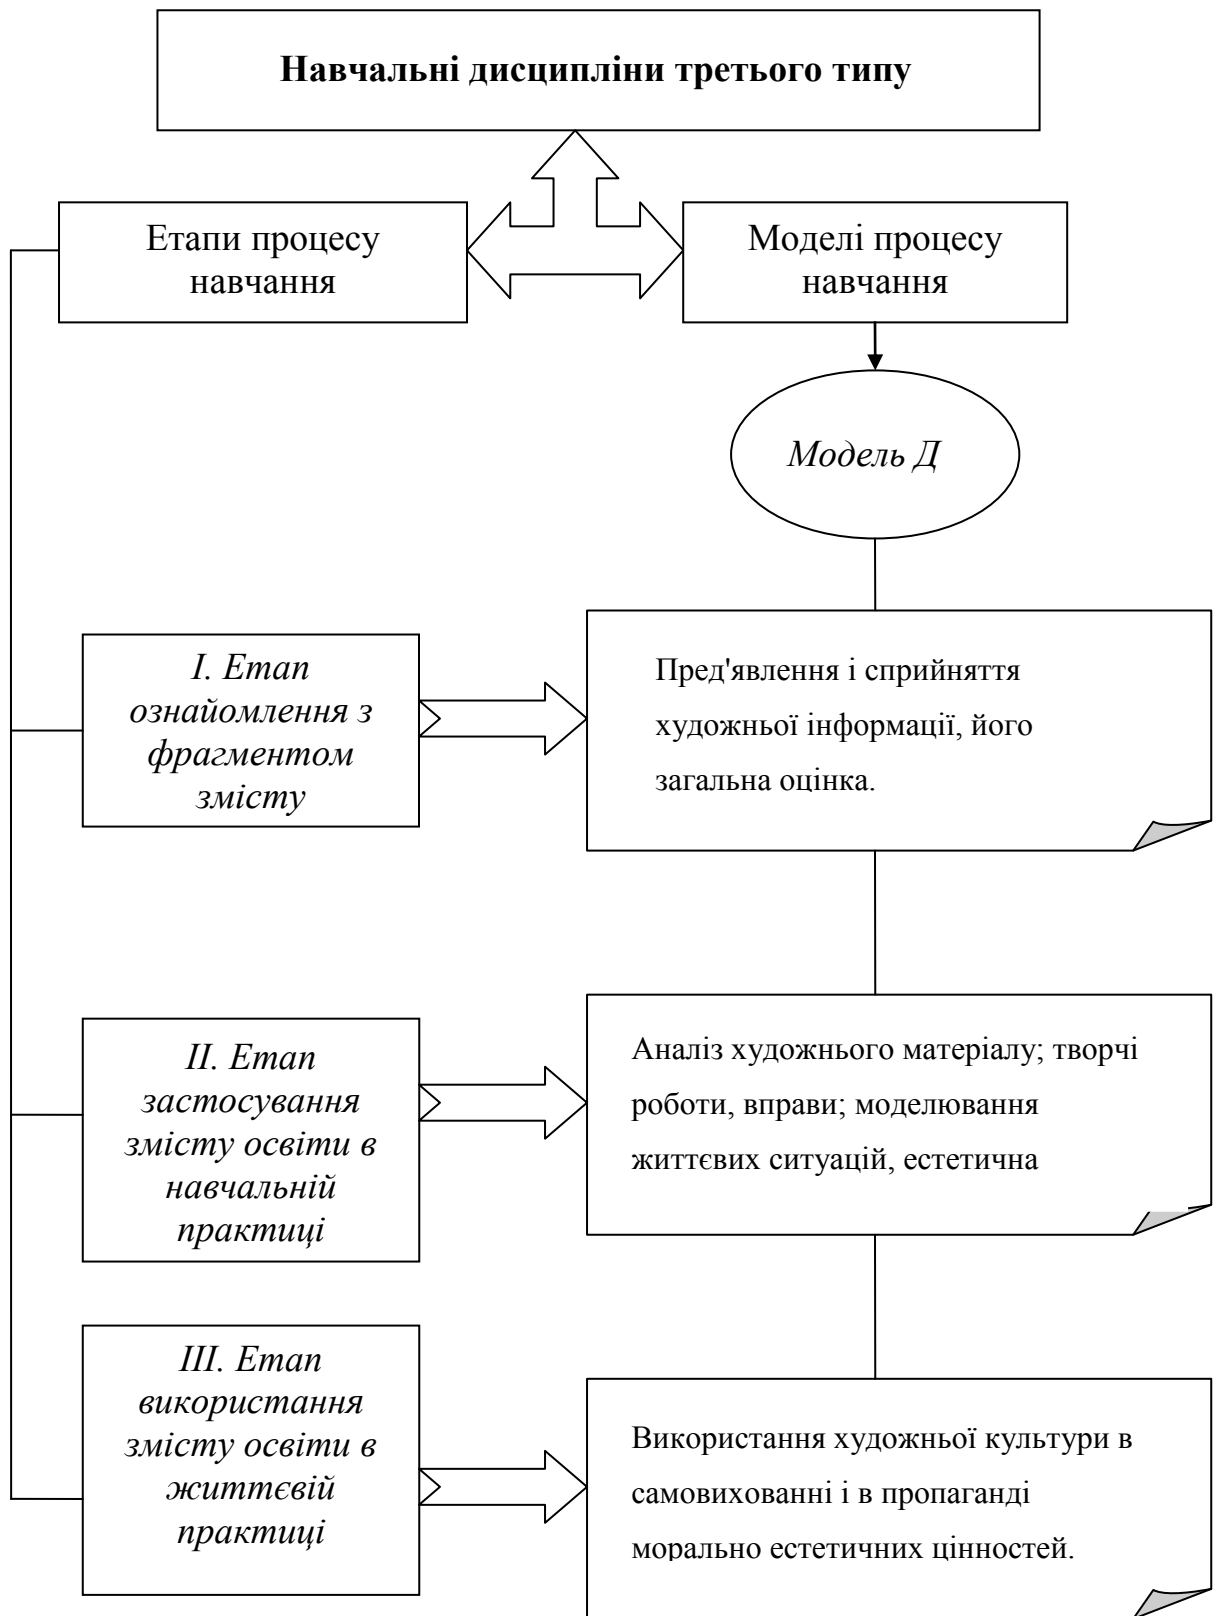 Навчальні дисципліни третього типу
Етапи процесу
навчання
Моделі процесу
навчання
Модель Д
І. Етап
ознайомлення з
фрагментом
змісту
Пред'явлення і сприйняття
художньої інформації, його
загальна оцінка.
ІІ. Етап
застосування
змісту освіти в
навчальній
практиці
Аналіз художнього матеріалу; творчі
роботи, вправи; моделювання
життєвих ситуацій, естетична
ІІІ. Етап
використання
змісту освіти в
життєвій
практиці
Використання художньої культури в
самовихованні і в пропаганді
морально естетичних цінностей.